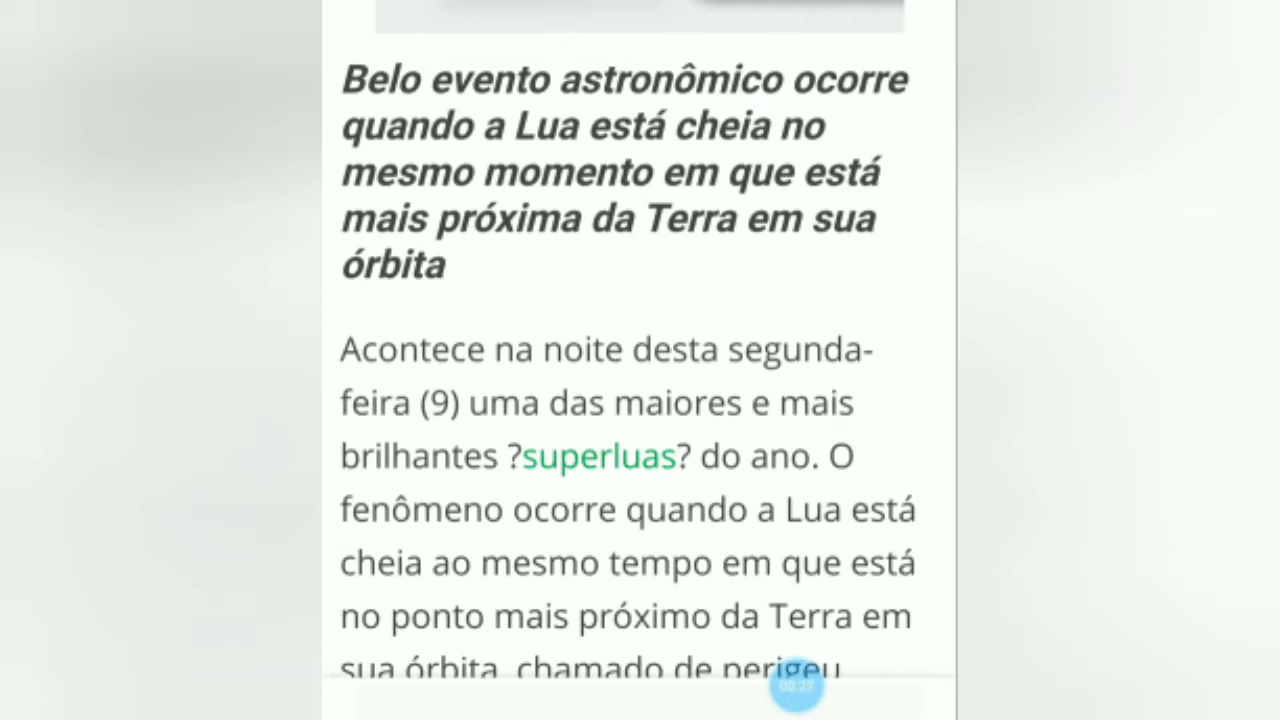 Belo evento astronômico ocorre
quando a Lua está cheia no
mesmo momento em que está
mais próxima da Terra em sua
órbita
Acontece na noite desta segunda-
feira (9) uma das maiores e mais
brilhantes ?superluas? do ano. O
fenômeno ocorre quando a Lua está
cheia ao mesmo tempo em que está
no ponto mais próximo da Terra em
sua órbita, chamado de perigeu
00:28